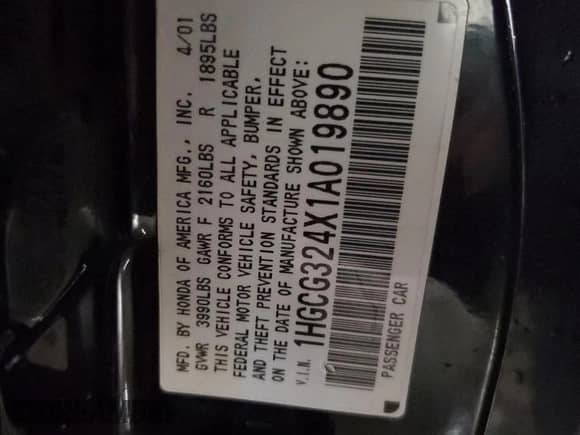 MFD. BY HONDA OF AMERICA MFG., INC. 4/01
GVWR 3990LBS GAWR F 2160LBS R 1895LBS
THIS VEHICLE CONFORMS TO ALL APPLICABLE
FEDERAL MOTOR VEHICLE SAFETY, BUMPER,
AND THEFT PREVENTION STANDARDS IN EFFECT
ON THE DATE OF MANUFACTURE SHOWN ABOVE:
V.I.N. 1HGCG324X1A019890
PASSENGER CAR